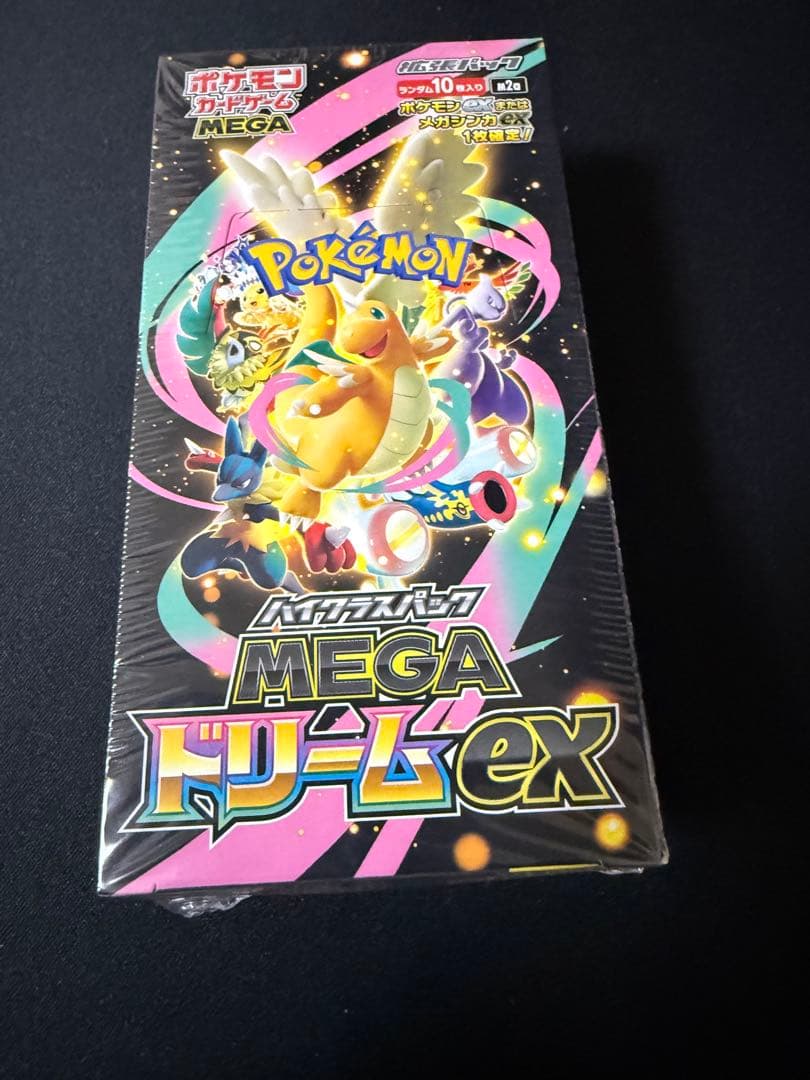 ポケモン
カードゲーム
MEGA
拡張パック
ランダム10枚入り M2a
ポケモンexまたは
メガシンカex
1枚確定!
POKéMON
ハイクラスパック
MEGA
ドリームex